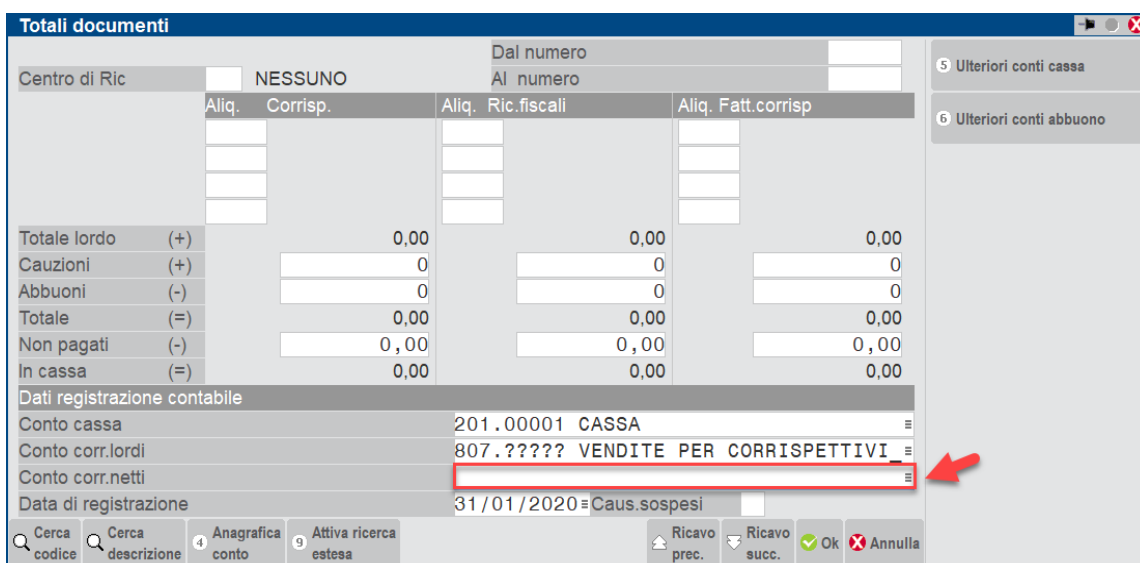 Totali documenti
Dal numero
Centro di Ric NESSUNO Al numero
Aliq. Corrisp. Aliq. Ric.fiscali Aliq. Fatt.corrisp
Totale lordo (+) 0,00 0,00 0,00
Cauzioni (+) 0 0 0
Abbuoni (-) 0 0 0
Totale (=) 0,00 0,00 0,00
Non pagati (-) 0,00 0,00 0,00
In cassa (=) 0,00 0,00 0,00
Dati registrazione contabile
Conto cassa 201.00001 CASSA
Conto corr.lordi 807.????? VENDITE PER CORRISPETTIVI_
Conto corr.netti
Data di registrazione 31/01/2020 Caus.sospesi
5 Ulteriori conti cassa
6 Ulteriori conti abbuono
Cerca codice
Cerca descrizione
4 Anagrafica conto
9 Attiva ricerca estesa
Ricavo prec.
Ricavo succ.
Ok
Annulla